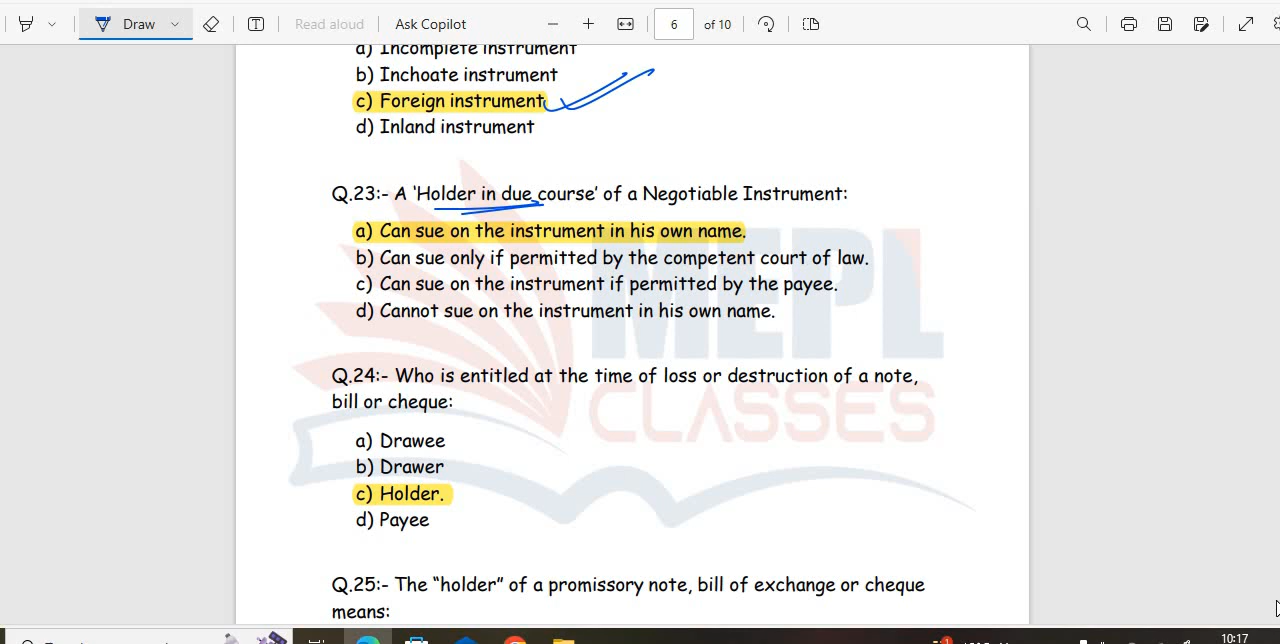 Draw
Read aloud
Ask Copilot
6
of 10
a) Incomplete instrument
b) Inchoate instrument
c) Foreign instrument
d) Inland instrument
Q.23:- A ‘Holder in due course’ of a Negotiable Instrument:
a) Can sue on the instrument in his own name.
b) Can sue only if permitted by the competent court of law.
c) Can sue on the instrument if permitted by the payee.
d) Cannot sue on the instrument in his own name.
MEPL
CLASSES
Q.24:- Who is entitled at the time of loss or destruction of a note,
bill or cheque:
a) Drawee
b) Drawer
c) Holder.
d) Payee
Q.25:- The “holder” of a promissory note, bill of exchange or cheque
means:
10:17